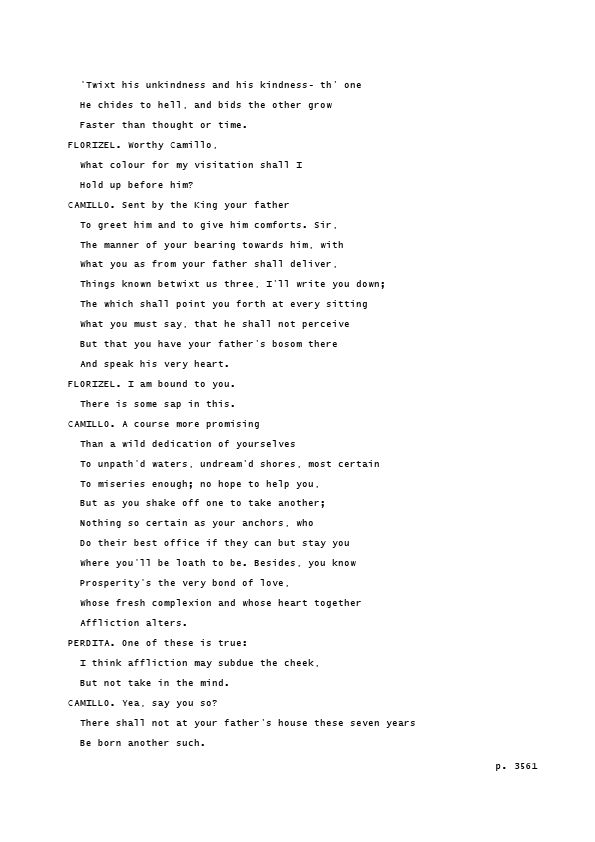 'Twixt his unkindness and his kindness- th' one
He chides to hell, and bids the other grow
Faster than thought or time.
FLORIZEL. Worthy Camillo,
What colour for my visitation shall I
Hold up before him?
CAMILLO. Sent by the King your father
To greet him and to give him comforts. Sir,
The manner of your bearing towards him, with
What you as from your father shall deliver,
Things known betwixt us three, I'll write you down;
The which shall point you forth at every sitting
What you must say, that he shall not perceive
But that you have your father's bosom there
And speak his very heart.
FLORIZEL. I am bound to you.
There is some sap in this.
CAMILLO. A course more promising
Than a wild dedication of yourselves
To unpath'd waters, undream'd shores, most certain
To miseries enough; no hope to help you,
But as you shake off one to take another;
Nothing so certain as your anchors, who
Do their best office if they can but stay you
Where you'll be loath to be. Besides, you know
Prosperity's the very bond of love,
Whose fresh complexion and whose heart together
Affliction alters.
PERDITA. One of these is true:
I think affliction may subdue the cheek,
But not take in the mind.
CAMILLO. Yea, say you so?
There shall not at your father's house these seven years
Be born another such.
p. 3561